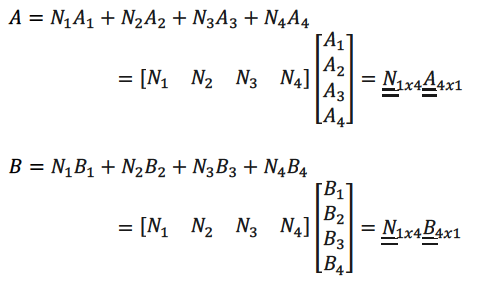 A = N₁A₁ + N₂A₂ + N₃A₃ + N₄A₄
= [N₁ N₂ N₃ N₄] [A₁ A₂ A₃ A₄] = N₁ₓ₄A₄ₓ₁
B = N₁B₁ + N₂B₂ + N₃B₃ + N₄B₄
= [N₁ N₂ N₃ N₄] [B₁ B₂ B₃ B₄] = N₁ₓ₄B₄ₓ₁